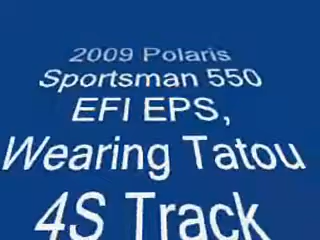 2009 Polaris
Sportsman 550
EFI EPS,
Wearing Tatou
4S Track